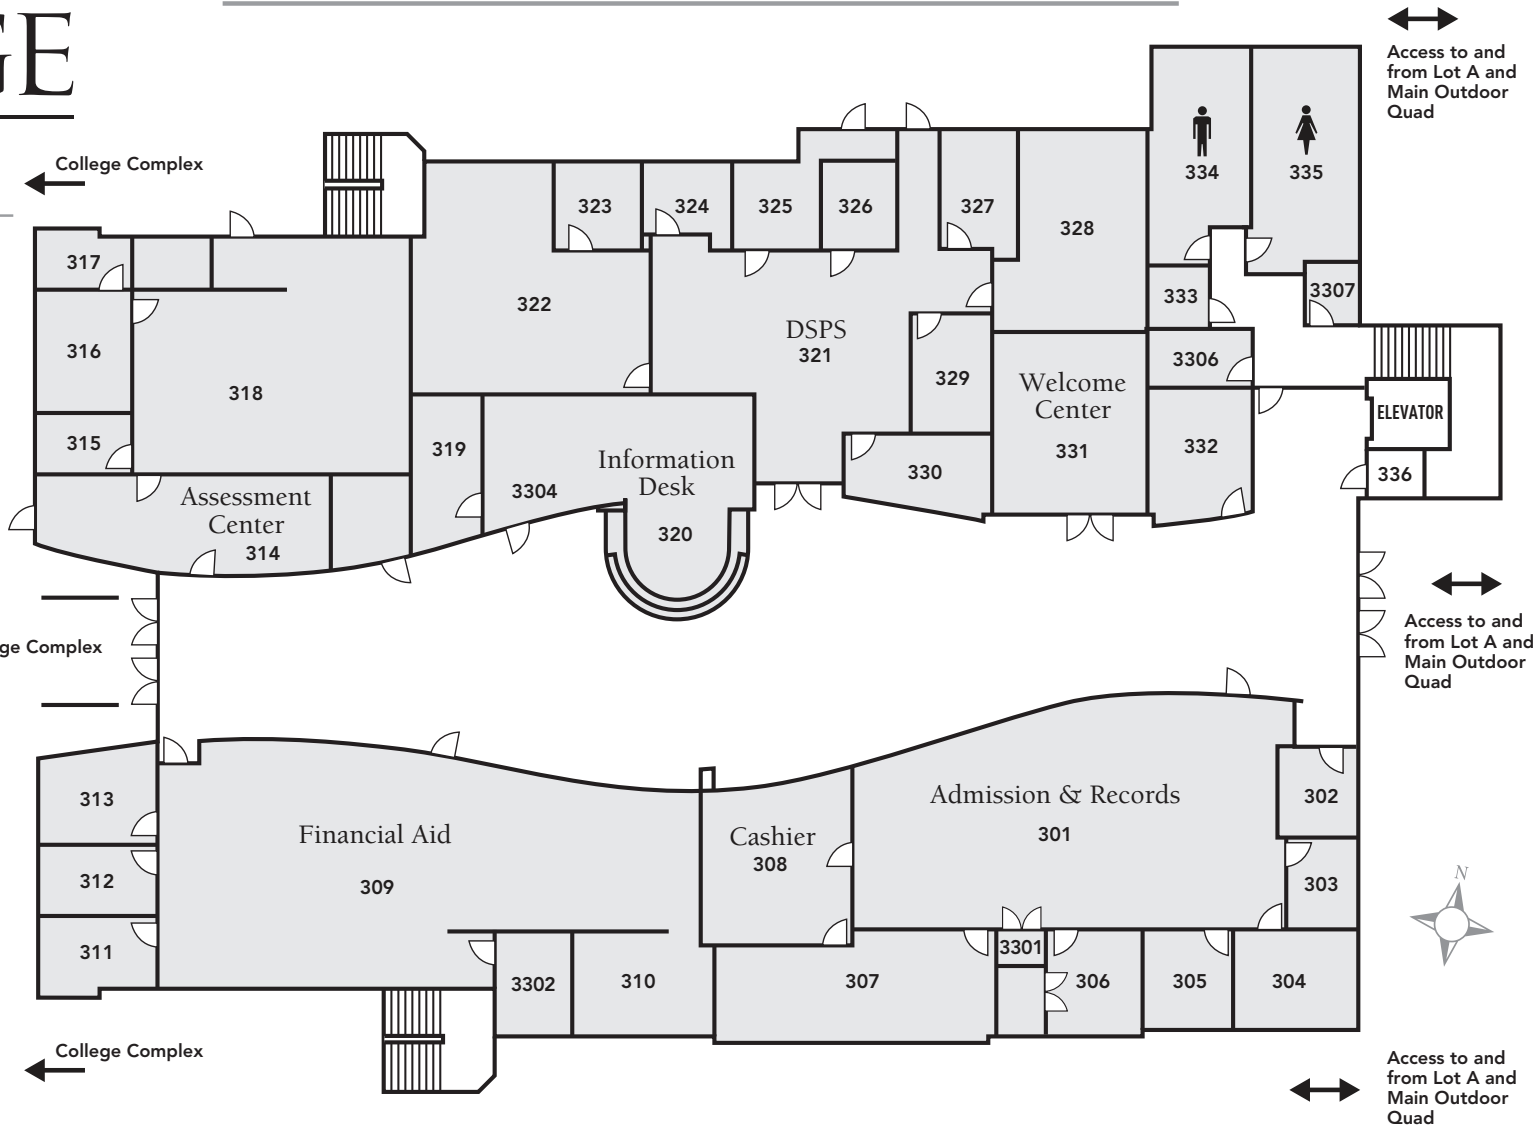 GE
Access to and
from Lot A and
Main Outdoor
Quad
College Complex
334
335
323
324
325
326
327
328
317
333
3307
322
DSPS
321
316
318
329
Welcome
Center
331
3306
ELEVATOR
315
319
3304
Information
Desk
320
330
332
336
Assessment
Center
314
ge Complex
Access to and
from Lot A and
Main Outdoor
Quad
313
Financial Aid
309
Cashier
308
Admission & Records
301
302
312
303
N
311
3302
310
307
3301
306
305
304
College Complex
Access to and
from Lot A and
Main Outdoor
Quad